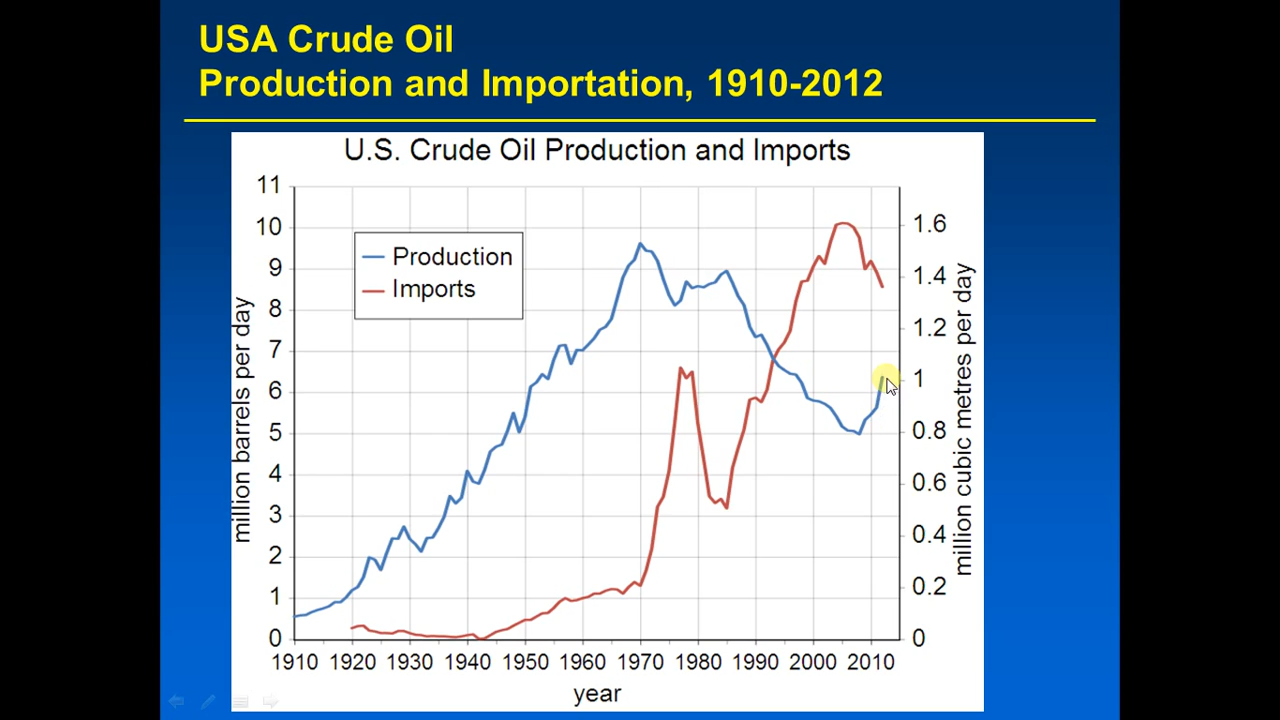 USA Crude Oil
Production and Importation, 1910-2012
U.S. Crude Oil Production and Imports
11
10
9
8
7
6
5
4
3
2
1
0
million barrels per day
Production
Imports
1.6
1.4
1.2
1
0.8
0.6
0.4
0.2
0
million cubic metres per day
1910 1920 1930 1940 1950 1960 1970 1980 1990 2000 2010
year